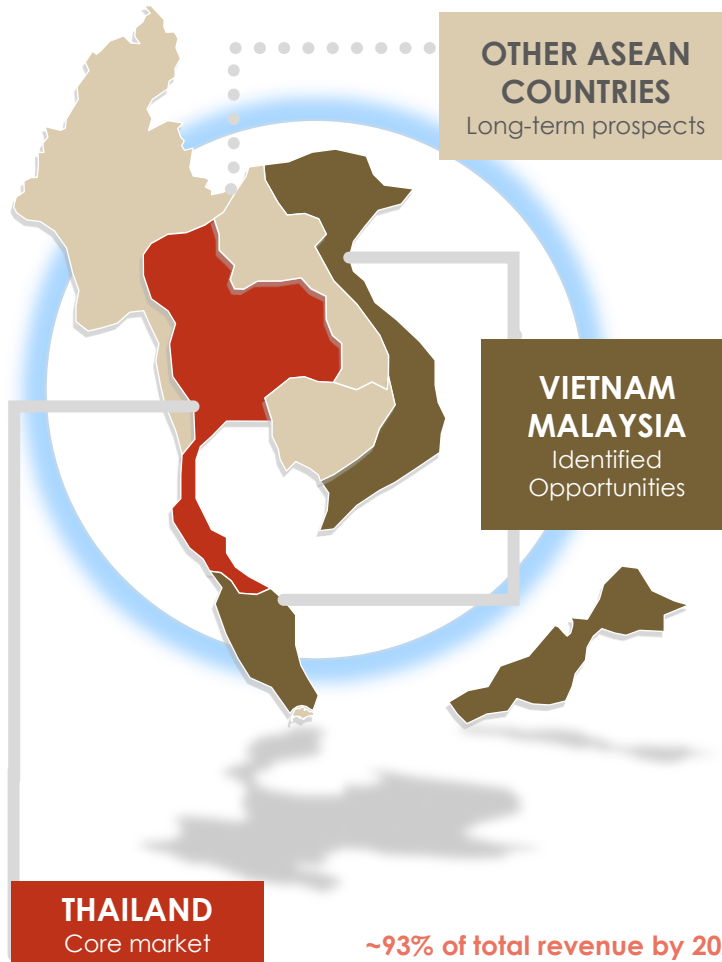 OTHER ASEAN
COUNTRIES
Long-term prospects
VIETNAM
MALAYSIA
Identified
Opportunities
THAILAND
Core market
~93% of total revenue by 20